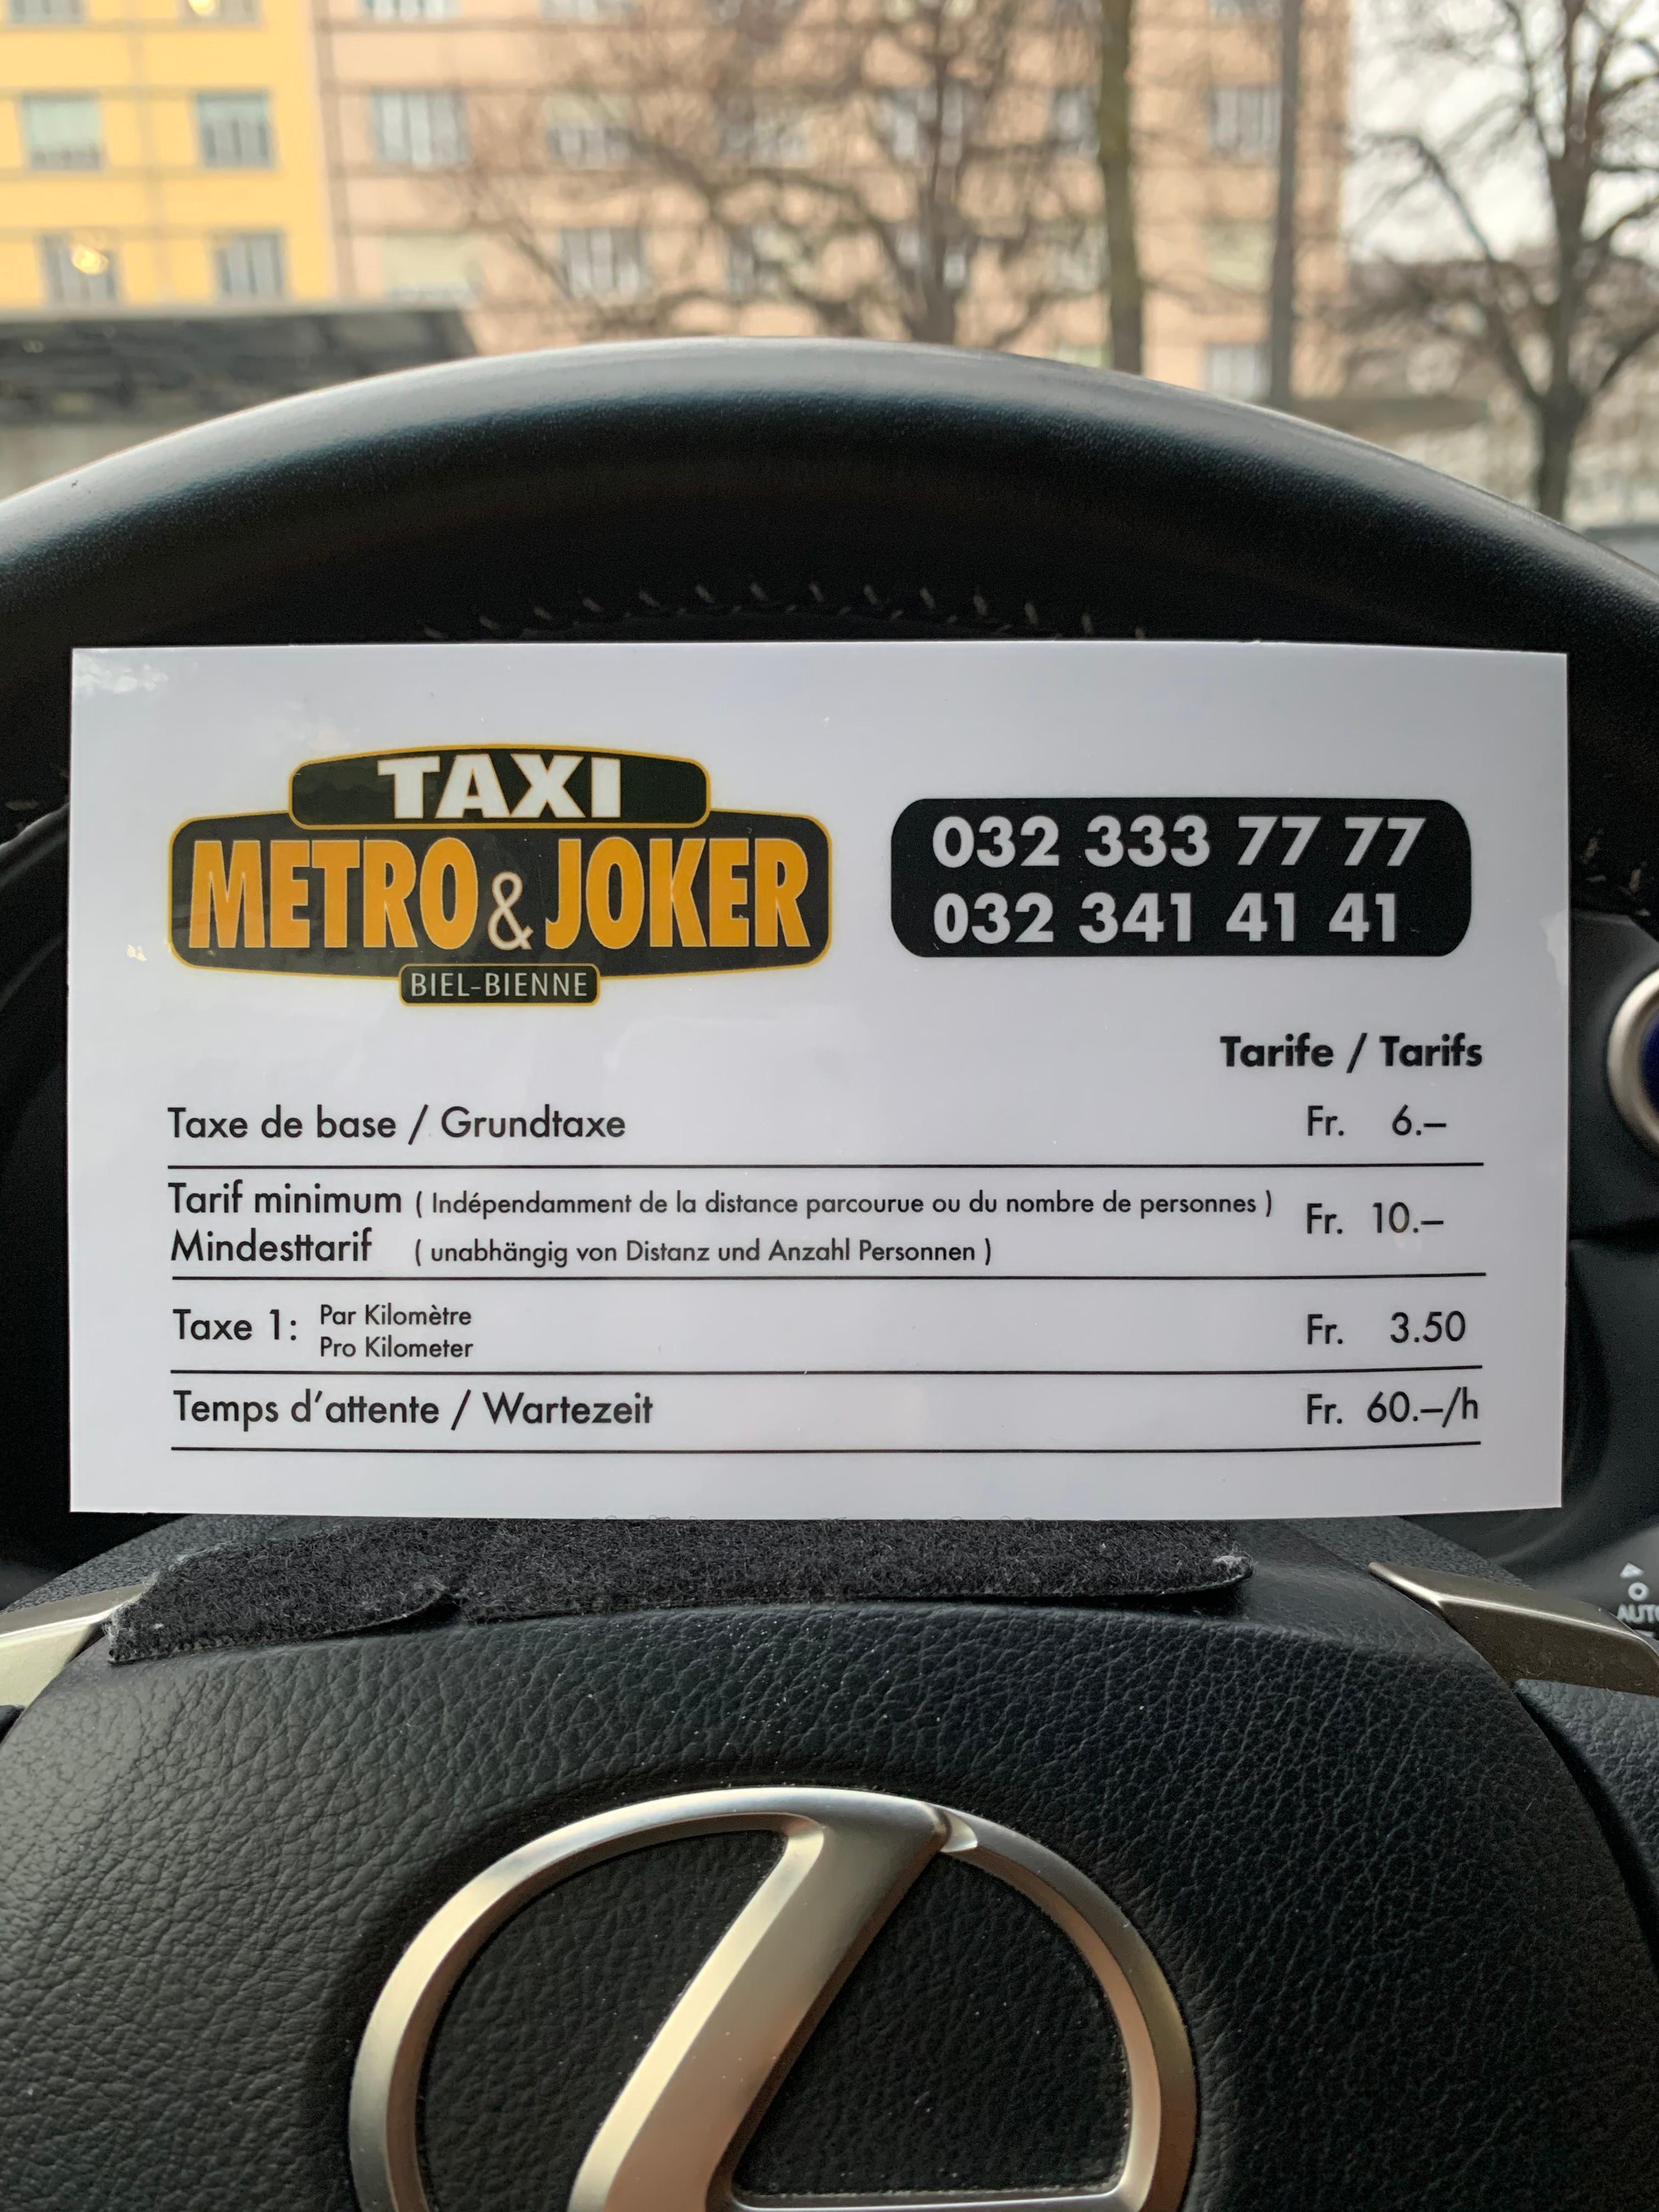 TAXI
METRO & JOKER
BIEL-BIENNE
032 333 77 77
032 341 41 41
Tarife / Tarifs
Taxe de base / Grundtaxe Fr. 6.–
Tarif minimum ( Indépendamment de la distance parcourue ou du nombre de personnes ) Fr. 10.–
Mindesttarif ( unabhängig von Distanz und Anzahl Personnen )
Taxe 1: Par Kilomètre Fr. 3.50
Pro Kilometer
Temps d'attente / Wartezeit Fr. 60.–/h